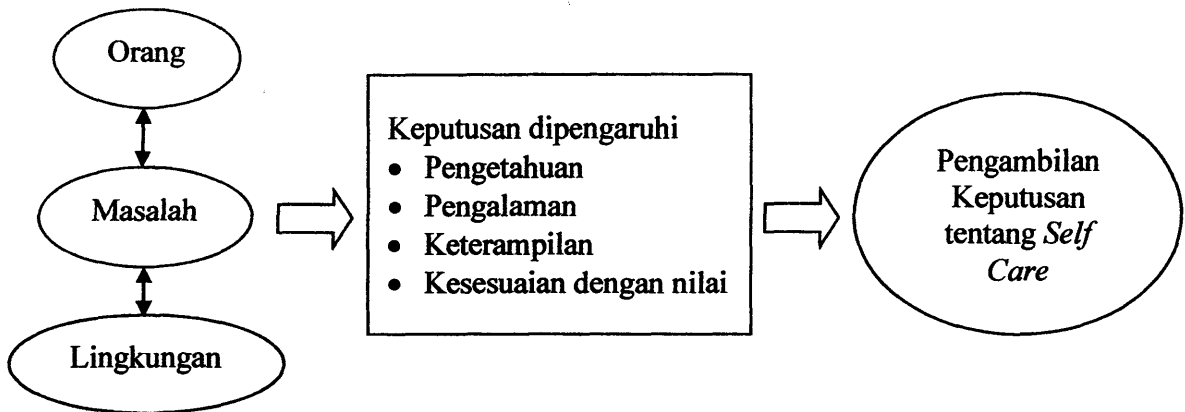 Orang
Masalah
Lingkungan
Keputusan dipengaruhi
• Pengetahuan
• Pengalaman
• Keterampilan
• Kesesuaian dengan nilai
Pengambilan
Keputusan
tentang Self
Care